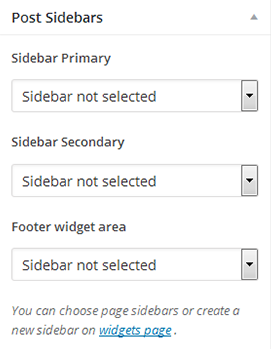 Post Sidebars
Sidebar Primary
Sidebar not selected
Sidebar Secondary
Sidebar not selected
Footer widget area
Sidebar not selected
You can choose page sidebars or create a
new sidebar on widgets page .